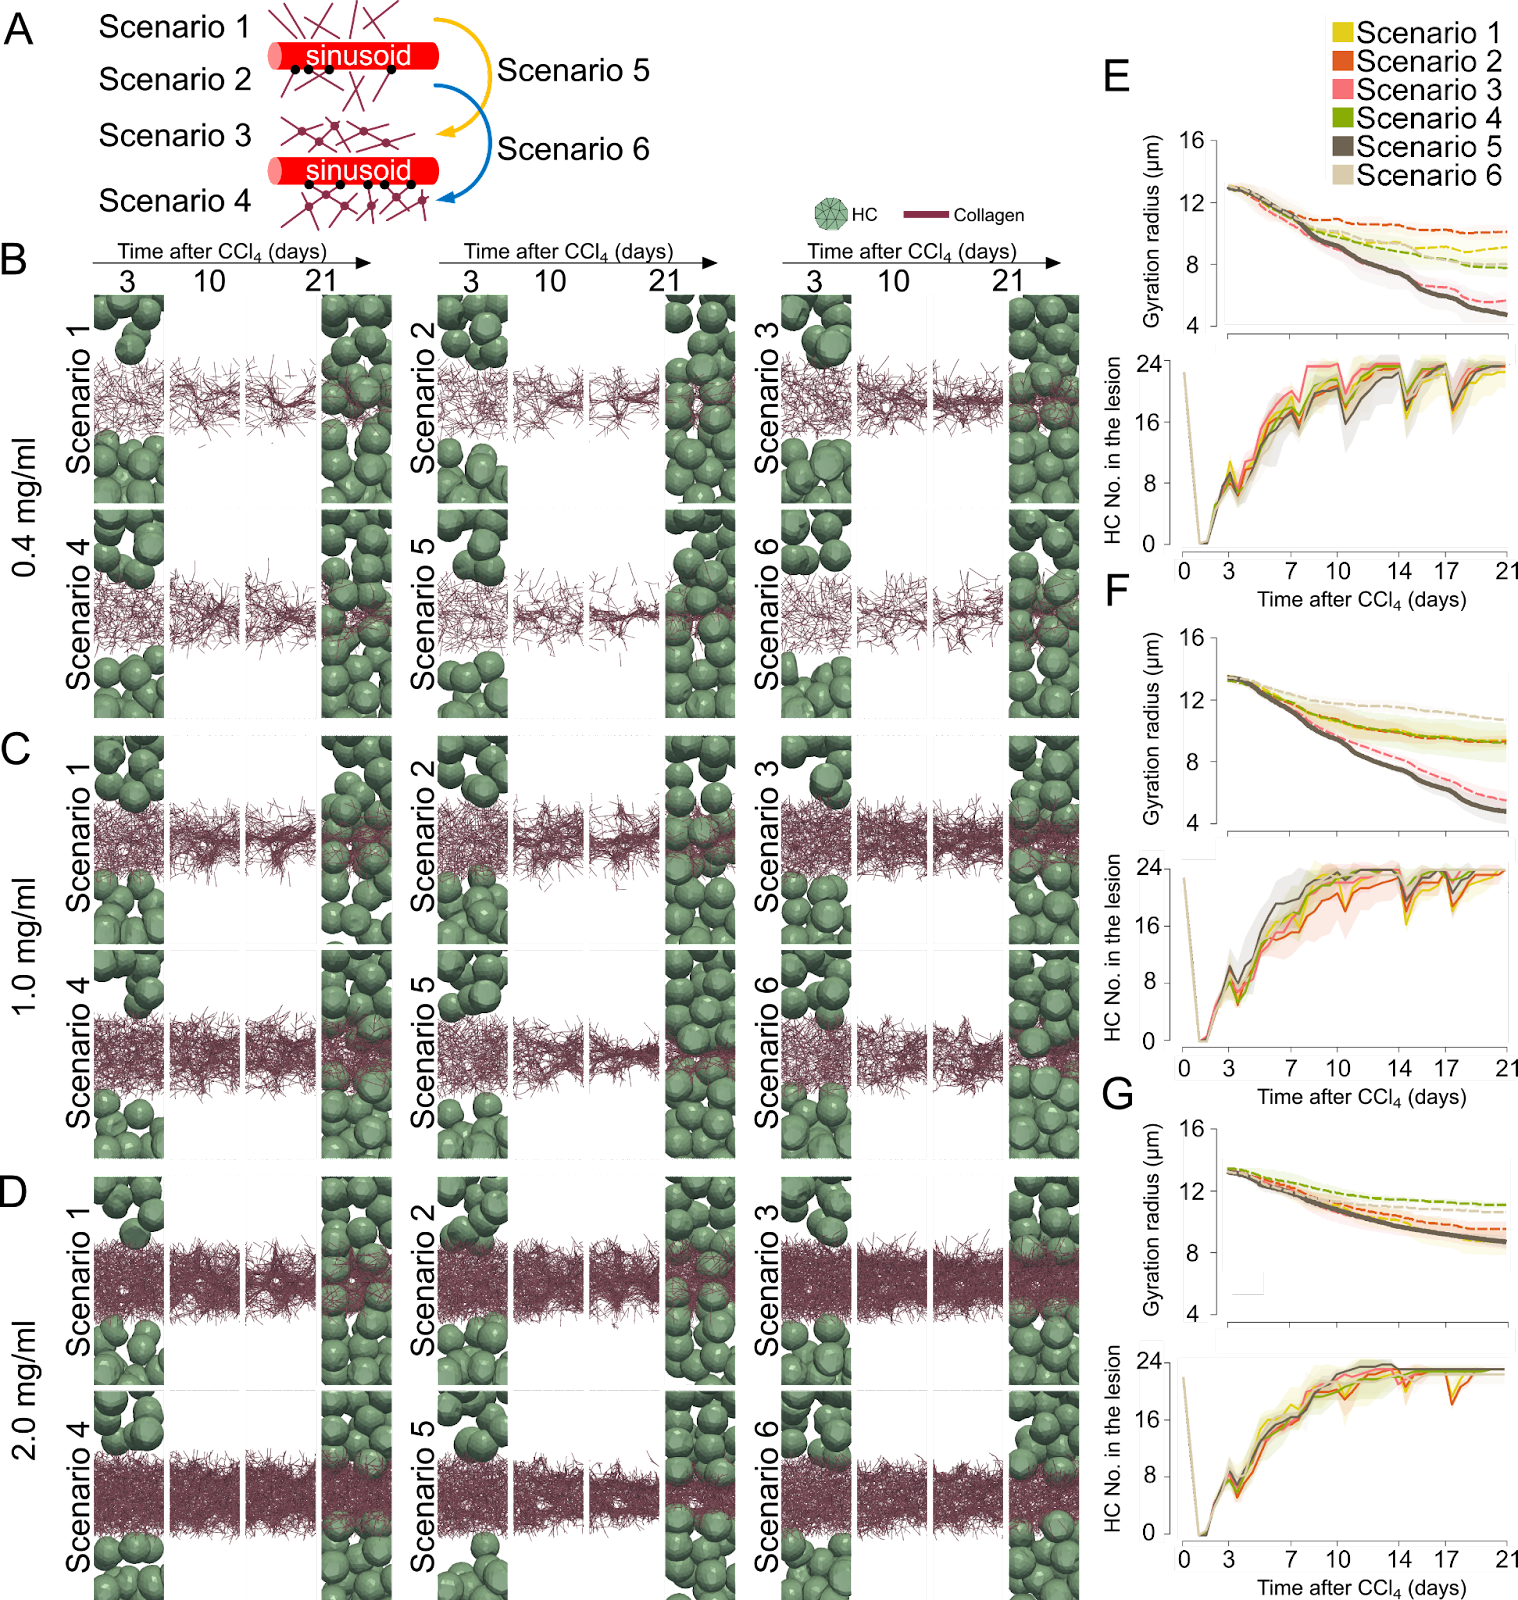 A
Scenario 1
sinusoid
Scenario 2
Scenario 5
Scenario 3
Scenario 6
sinusoid
Scenario 4
HC
Collagen
B
Time after CCl₄ (days)
3 10 21
Time after CCl₄ (days)
3 10 21
Time after CCl₄ (days)
3 10 21
0.4 mg/ml
Scenario 1
Scenario 2
Scenario 3
Scenario 4
Scenario 5
Scenario 6
C
1.0 mg/ml
Scenario 1
Scenario 2
Scenario 3
Scenario 4
Scenario 5
Scenario 6
D
2.0 mg/ml
Scenario 1
Scenario 2
Scenario 3
Scenario 4
Scenario 5
Scenario 6
E
Scenario 1
Scenario 2
Scenario 3
Scenario 4
Scenario 5
Scenario 6
Gyration radius (μm)
16
12
8
4
HC No. in the lesion
24
16
8
0
0 3 7 10 14 17 21
Time after CCl₄ (days)
F
Gyration radius (μm)
16
12
8
4
HC No. in the lesion
24
16
8
0
0 3 7 10 14 17 21
Time after CCl₄ (days)
G
Gyration radius (μm)
16
12
8
4
HC No. in the lesion
24
16
8
0
0 3 7 10 14 17 21
Time after CCl₄ (days)